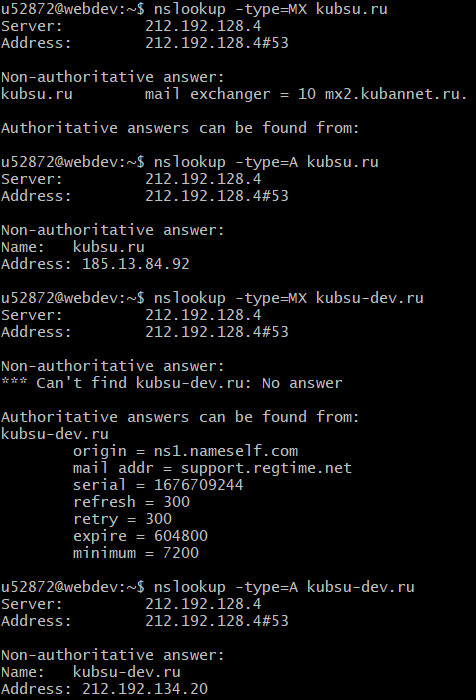 u52872@webdev:~$ nslookup -type=MX kubsu.ru
Server:         212.192.128.4
Address:        212.192.128.4#53
Non-authoritative answer:
kubsu.ru        mail exchanger = 10 mx2.kubannet.ru.
Authoritative answers can be found from:
u52872@webdev:~$ nslookup -type=A kubsu.ru
Server:         212.192.128.4
Address:        212.192.128.4#53
Non-authoritative answer:
Name:   kubsu.ru
Address: 185.13.84.92
u52872@webdev:~$ nslookup -type=MX kubsu-dev.ru
Server:         212.192.128.4
Address:        212.192.128.4#53
Non-authoritative answer:
*** Can't find kubsu-dev.ru: No answer
Authoritative answers can be found from:
kubsu-dev.ru
        origin = ns1.nameself.com
        mail addr = support.regtime.net
        serial = 1676709244
        refresh = 300
        retry = 300
        expire = 604800
        minimum = 7200
u52872@webdev:~$ nslookup -type=A kubsu-dev.ru
Server:         212.192.128.4
Address:        212.192.128.4#53
Non-authoritative answer:
Name:   kubsu-dev.ru
Address: 212.192.134.20